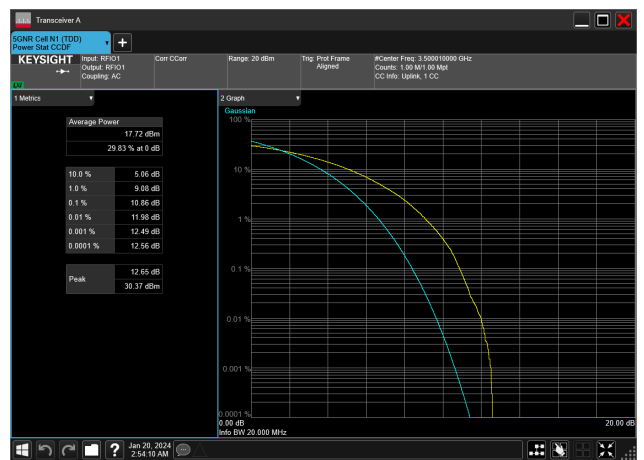 Transceiver A
5GNR Cell N1 (TDD)
Power Stat CCDF
KEYSIGHT
Input: RFIO1
Output: RFIO1
Coupling: AC
Corr CCorr
Range: 20 dBm
Trig: Prot Frame
Aligned
#Center Freq: 3.500010000 GHz
Counts: 1.00 M/1.00 Mpt
CC Info: Uplink, 1 CC
LW
1 Metrics
Average Power
17.72 dBm
29.83 % at 0 dB
10.0 % 5.06 dB
1.0 % 9.08 dB
0.1 % 10.86 dB
0.01 % 11.98 dB
0.001 % 12.49 dB
0.0001 % 12.56 dB
Peak
12.65 dB
30.37 dBm
2 Graph
Gaussian
100 %
10 %
1 %
0.1 %
0.01 %
0.001 %
0.0001 %
0.00 dB 20.00 dB
Info BW 20.000 MHz
?
Jan 20, 2024
2:54:10 AM